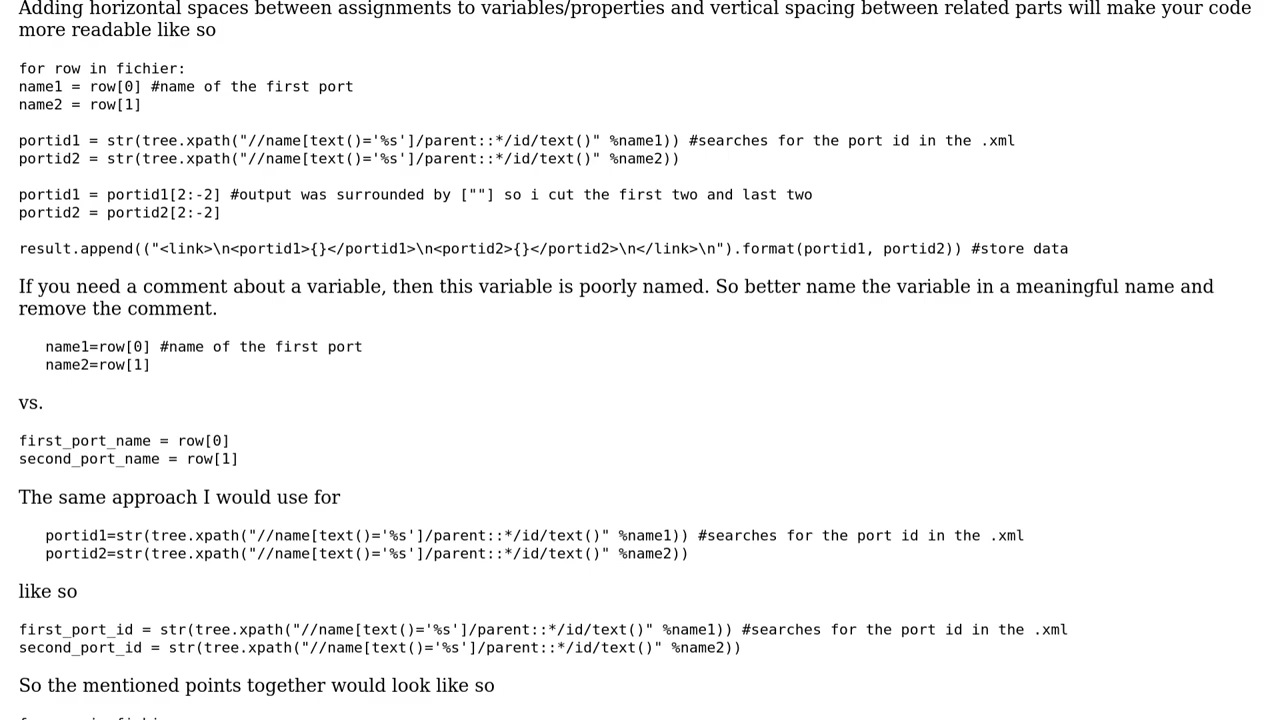 Adding horizontal spaces between assignments to variables/properties and vertical spacing between related parts will make your code
more readable like so
for row in fichier:
name1 = row[0] #name of the first port
name2 = row[1]
portid1 = str(tree.xpath("//name[text()='%s']/parent::*/id/text()" %name1)) #searches for the port id in the .xml
portid2 = str(tree.xpath("//name[text()='%s']/parent::*/id/text()" %name2))
portid1 = portid1[2:-2] #output was surrounded by [""] so i cut the first two and last two
portid2 = portid2[2:-2]
result.append(("<link>\n<portid1>{}</portid1>\n<portid2>{}</portid2>\n</link>\n").format(portid1, portid2)) #store data
If you need a comment about a variable, then this variable is poorly named. So better name the variable in a meaningful name and
remove the comment.
name1=row[0] #name of the first port
name2=row[1]
vs.
first_port_name = row[0]
second_port_name = row[1]
The same approach I would use for
portid1=str(tree.xpath("//name[text()='%s']/parent::*/id/text()" %name1)) #searches for the port id in the .xml
portid2=str(tree.xpath("//name[text()='%s']/parent::*/id/text()" %name2))
like so
first_port_id = str(tree.xpath("//name[text()='%s']/parent::*/id/text()" %name1)) #searches for the port id in the .xml
second_port_id = str(tree.xpath("//name[text()='%s']/parent::*/id/text()" %name2))
So the mentioned points together would look like so